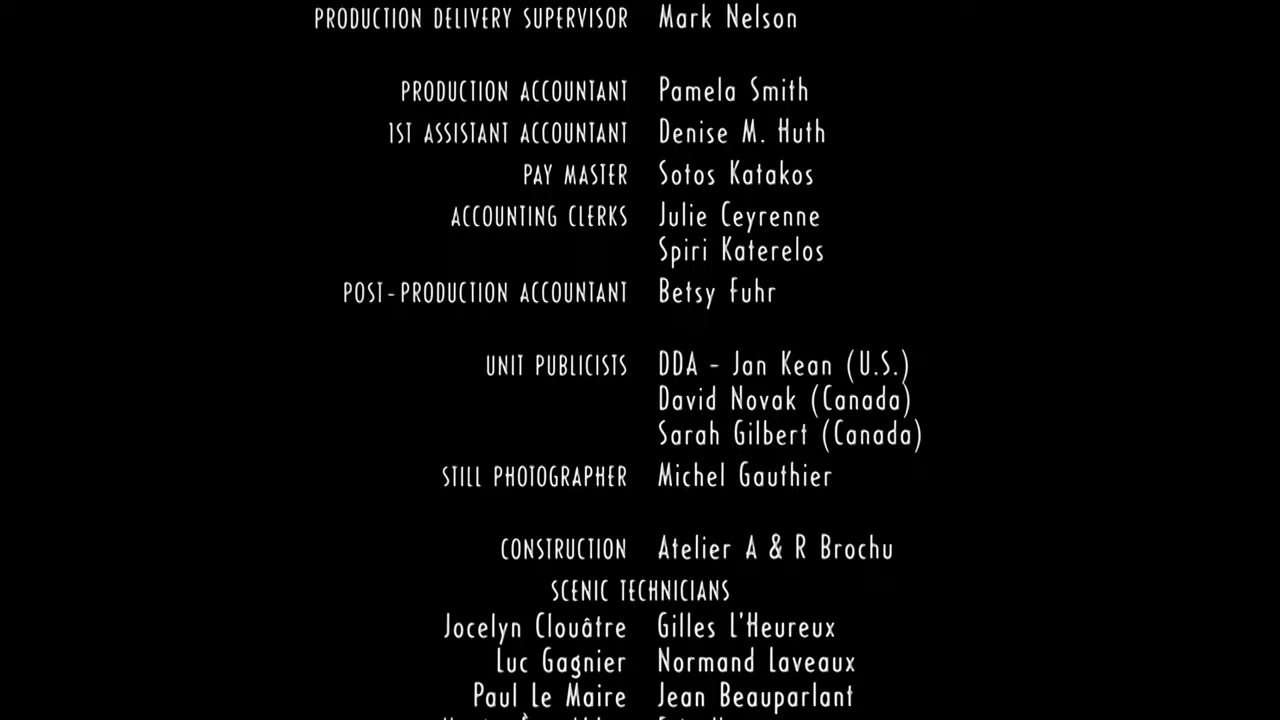 PRODUCTION DELIVERY SUPERVISOR Mark Nelson
PRODUCTION ACCOUNTANT Pamela Smith
1ST ASSISTANT ACCOUNTANT Denise M. Huth
PAY MASTER Sotos Katakos
ACCOUNTING CLERKS Julie Ceyrenne
Spiri Katerelos
POST-PRODUCTION ACCOUNTANT Betsy Fuhr
UNIT PUBLICISTS DDA - Jan Kean (U.S.)
David Novak (Canada)
Sarah Gilbert (Canada)
STILL PHOTOGRAPHER Michel Gauthier
CONSTRUCTION Atelier A & R Brochu
SCENIC TECHNICIANS
Jocelyn Clouâtre Gilles L'Heureux
Luc Gagnier Normand Laveaux
Paul Le Maire Jean Beauparlant